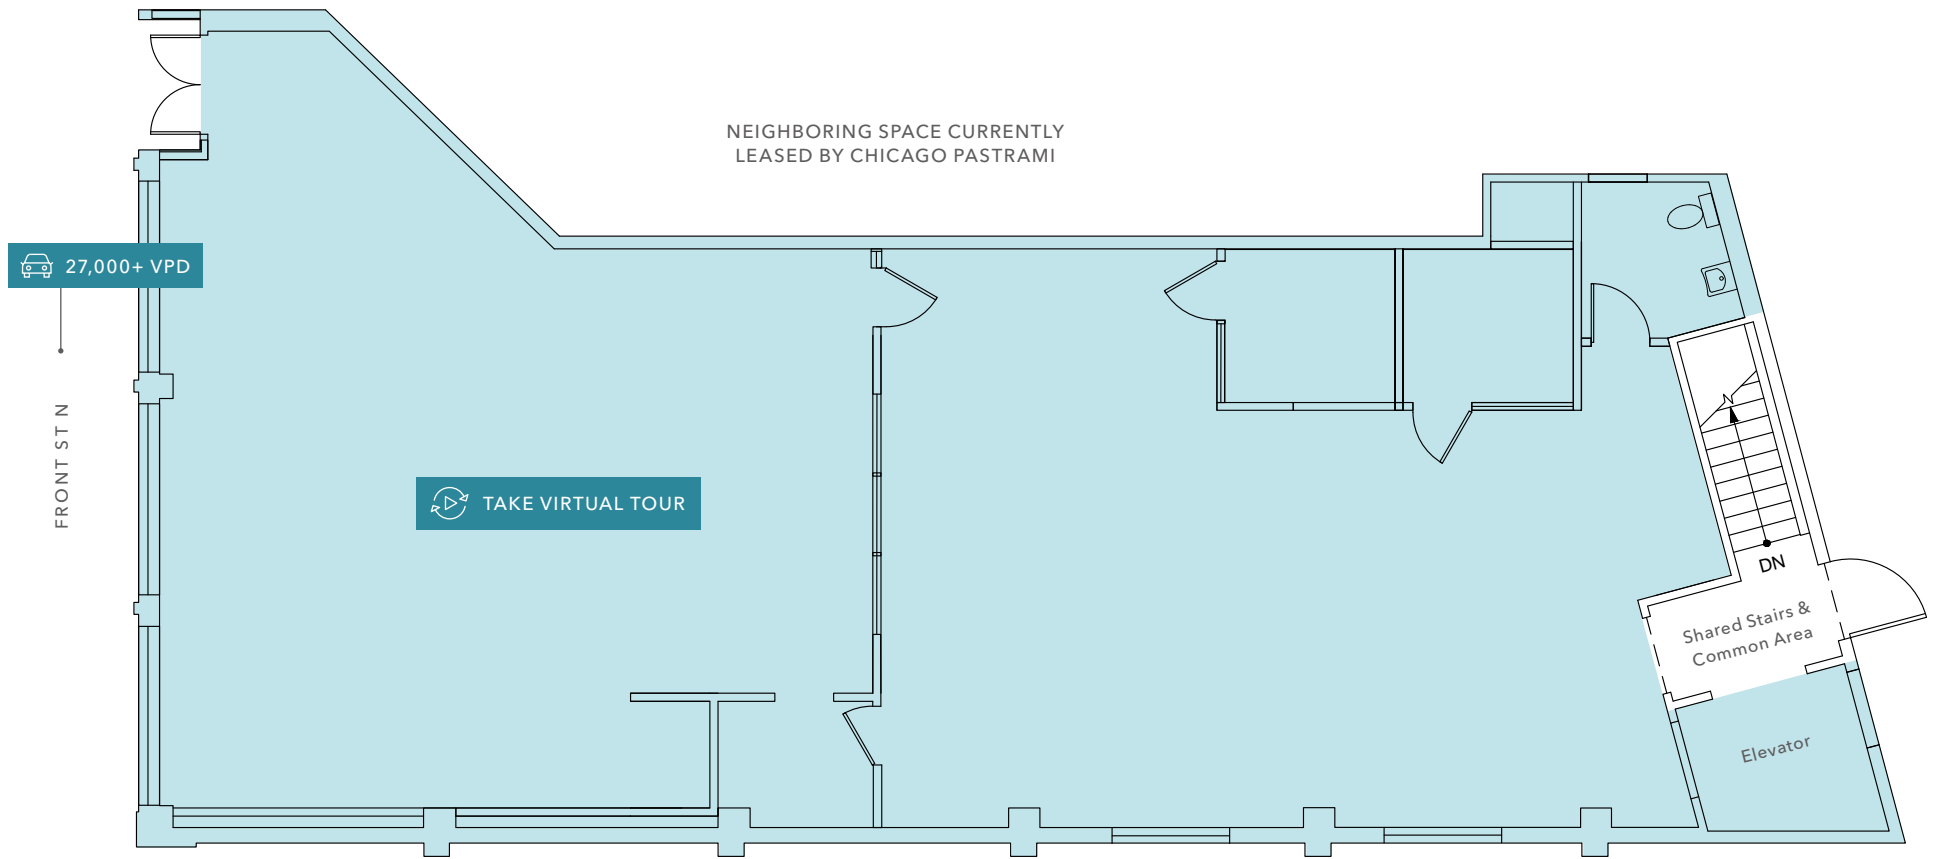 NEIGHBORING SPACE CURRENTLY
LEASED BY CHICAGO PASTRAMI
27,000+ VPD
FRONT ST N
TAKE VIRTUAL TOUR
DN
Shared Stairs &
Common Area
Elevator